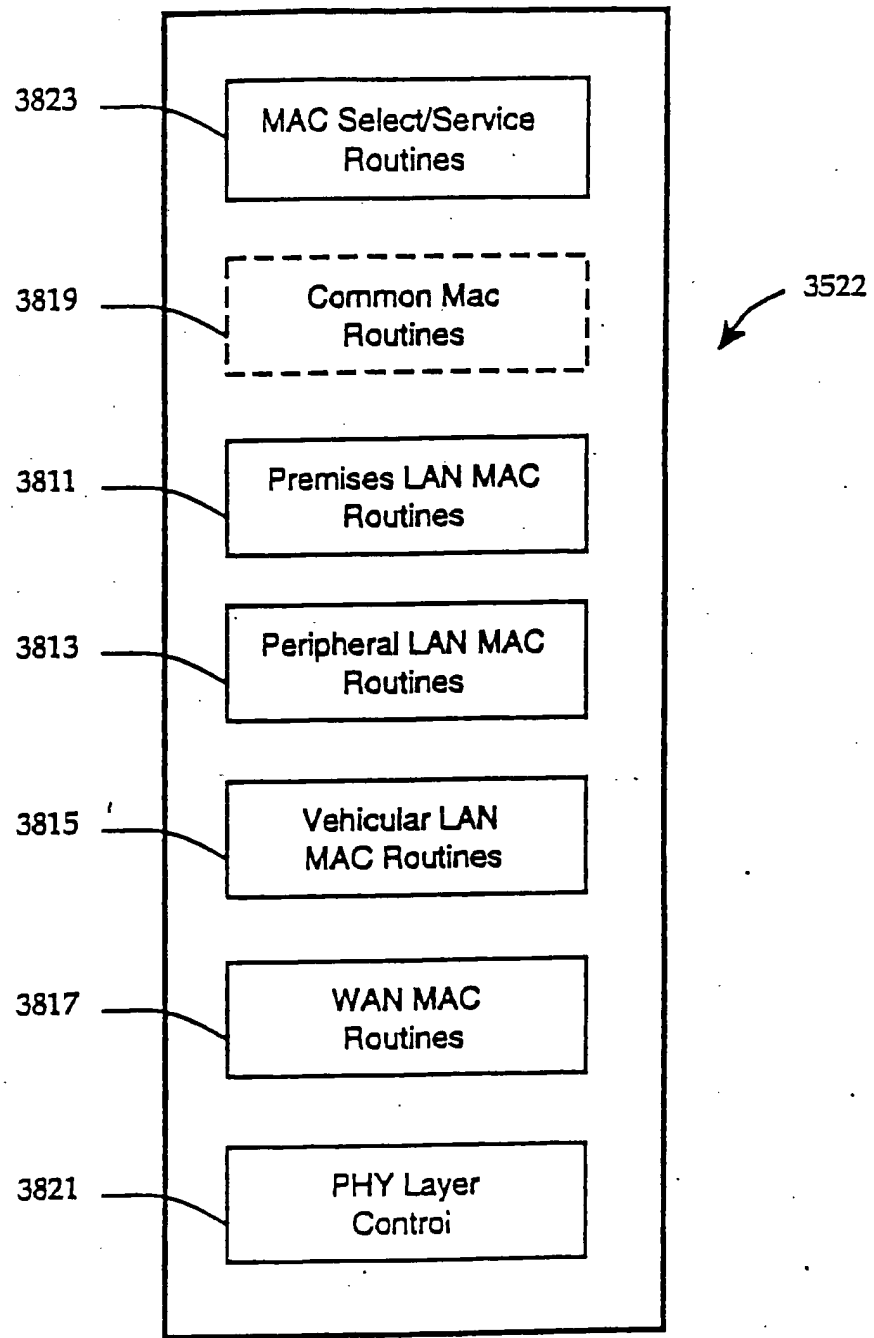 3823
MAC Select/Service
Routines
3819
Common Mac
Routines
3522
3811
Premises LAN MAC
Routines
3813
Peripheral LAN MAC
Routines
3815
Vehicular LAN
MAC Routines
3817
WAN MAC
Routines
3821
PHY Layer
Control